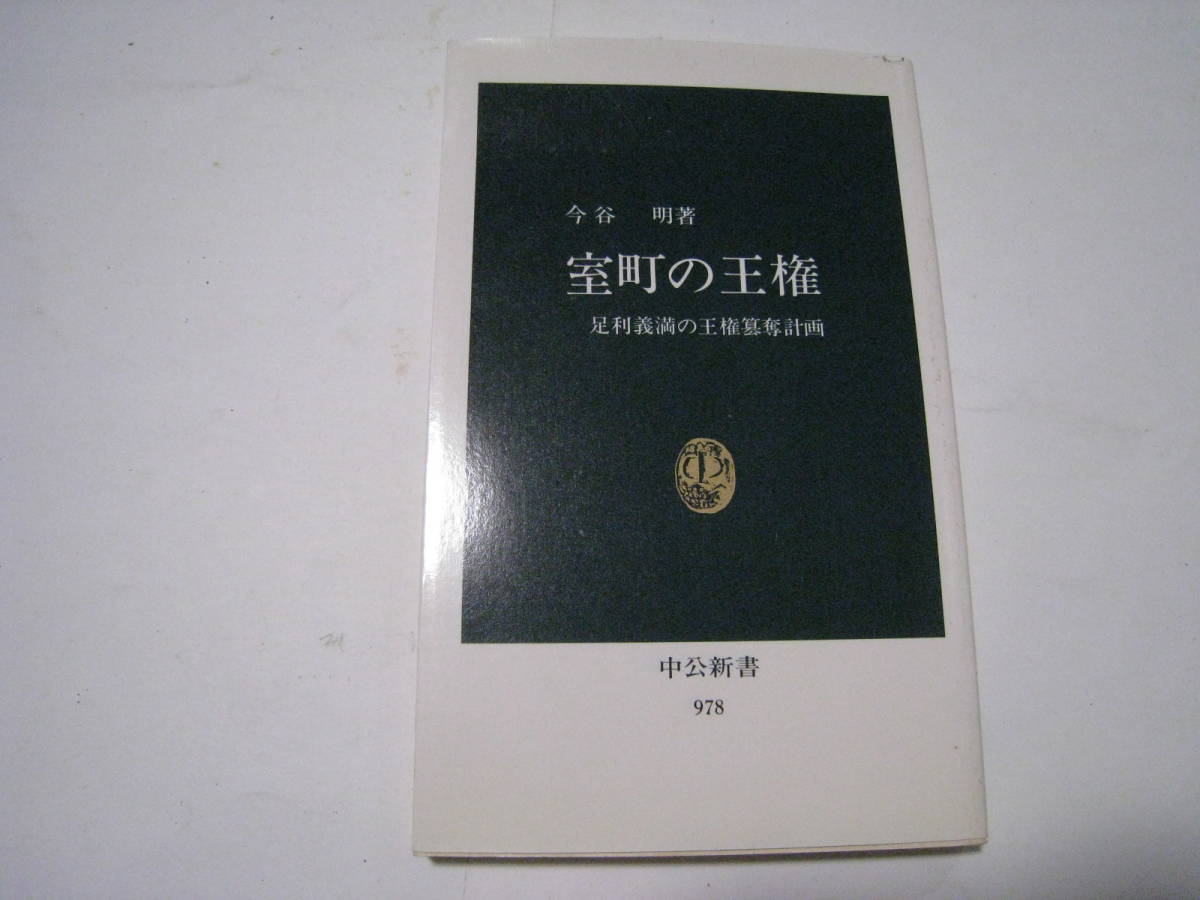 今谷 明著
室町の王権
足利義満の王権簒奪計画
中公新書
978